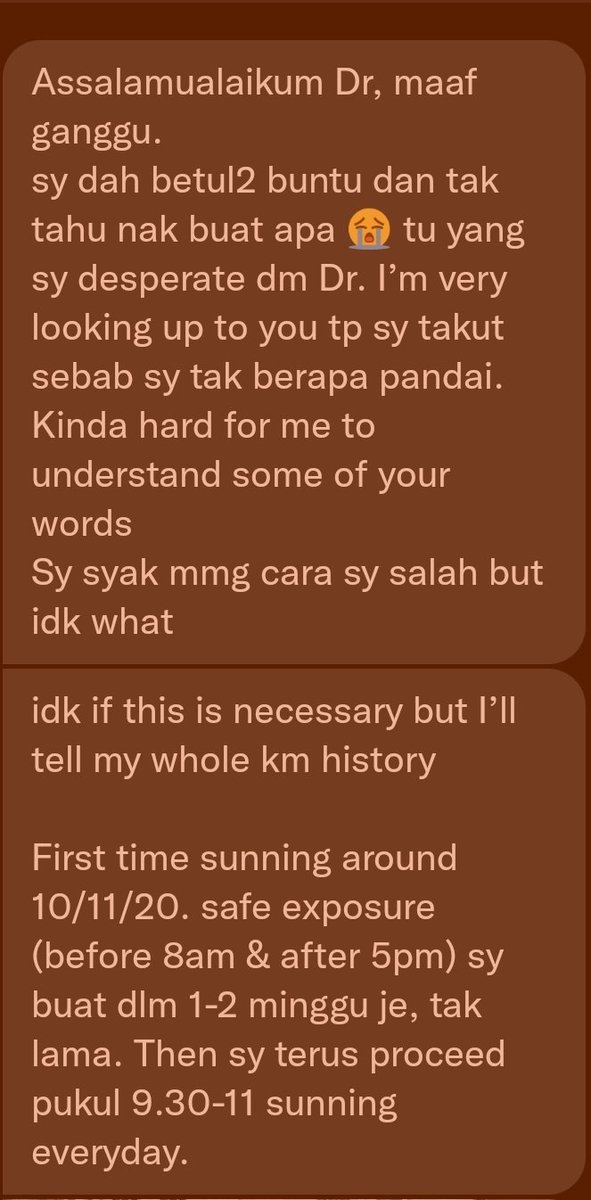 Assalamualaikum Dr, maaf
ganggu.
sy dah betul2 buntu dan tak
tahu nak buat apa 😭 tu yang
sy desperate dm Dr. I’m very
looking up to you tp sy takut
sebab sy tak berapa pandai.
Kinda hard for me to
understand some of your
words
Sy syak mmg cara sy salah but
idk what
idk if this is necessary but I’ll
tell my whole km history
First time sunning around
10/11/20. safe exposure
(before 8am & after 5pm) sy
buat dlm 1-2 minggu je, tak
lama. Then sy terus proceed
pukul 9.30-11 sunning
everyday.